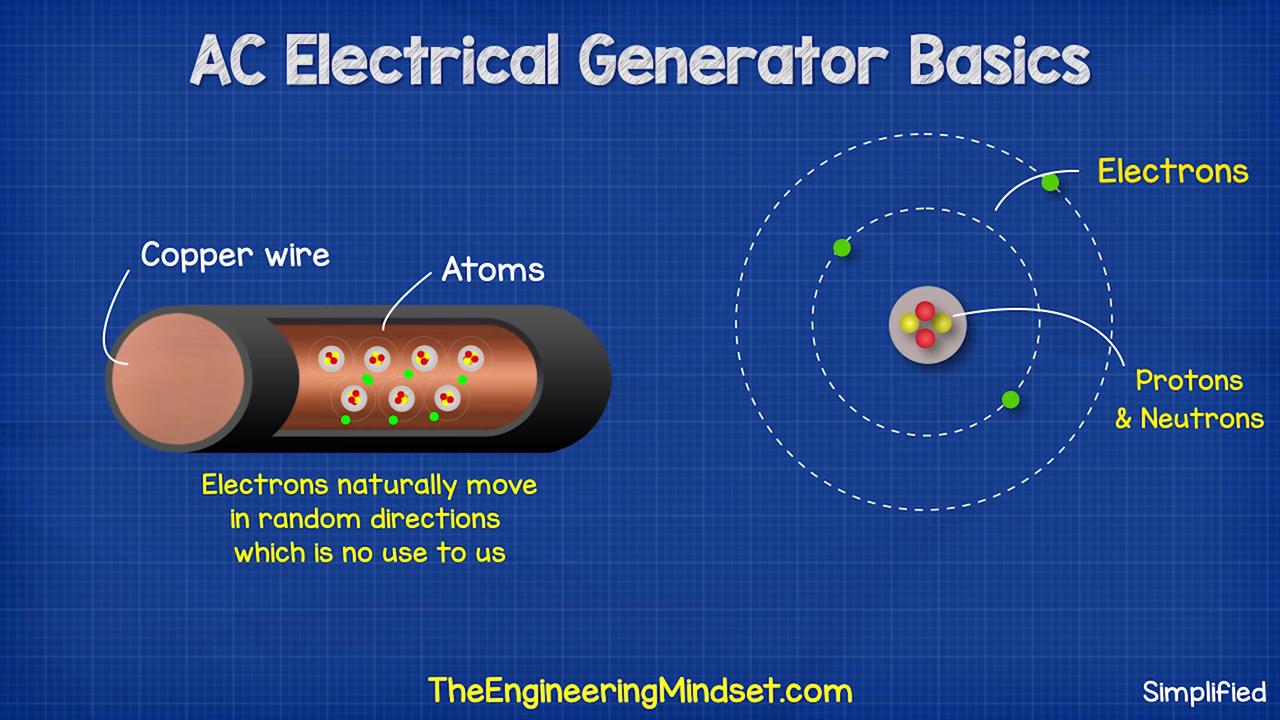 AC Electrical Generator Basics
Electrons
Copper wire
Atoms
Protons
& Neutrons
Electrons naturally move
in random directions
which is no use to us
TheEngineeringMindset.com
Simplified